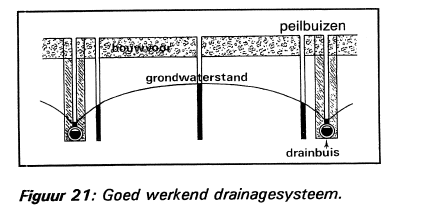 peilbuizen
bouwvoor
grondwaterstand
drainbuis
Figuur 21: Goed werkend drainagesysteem.